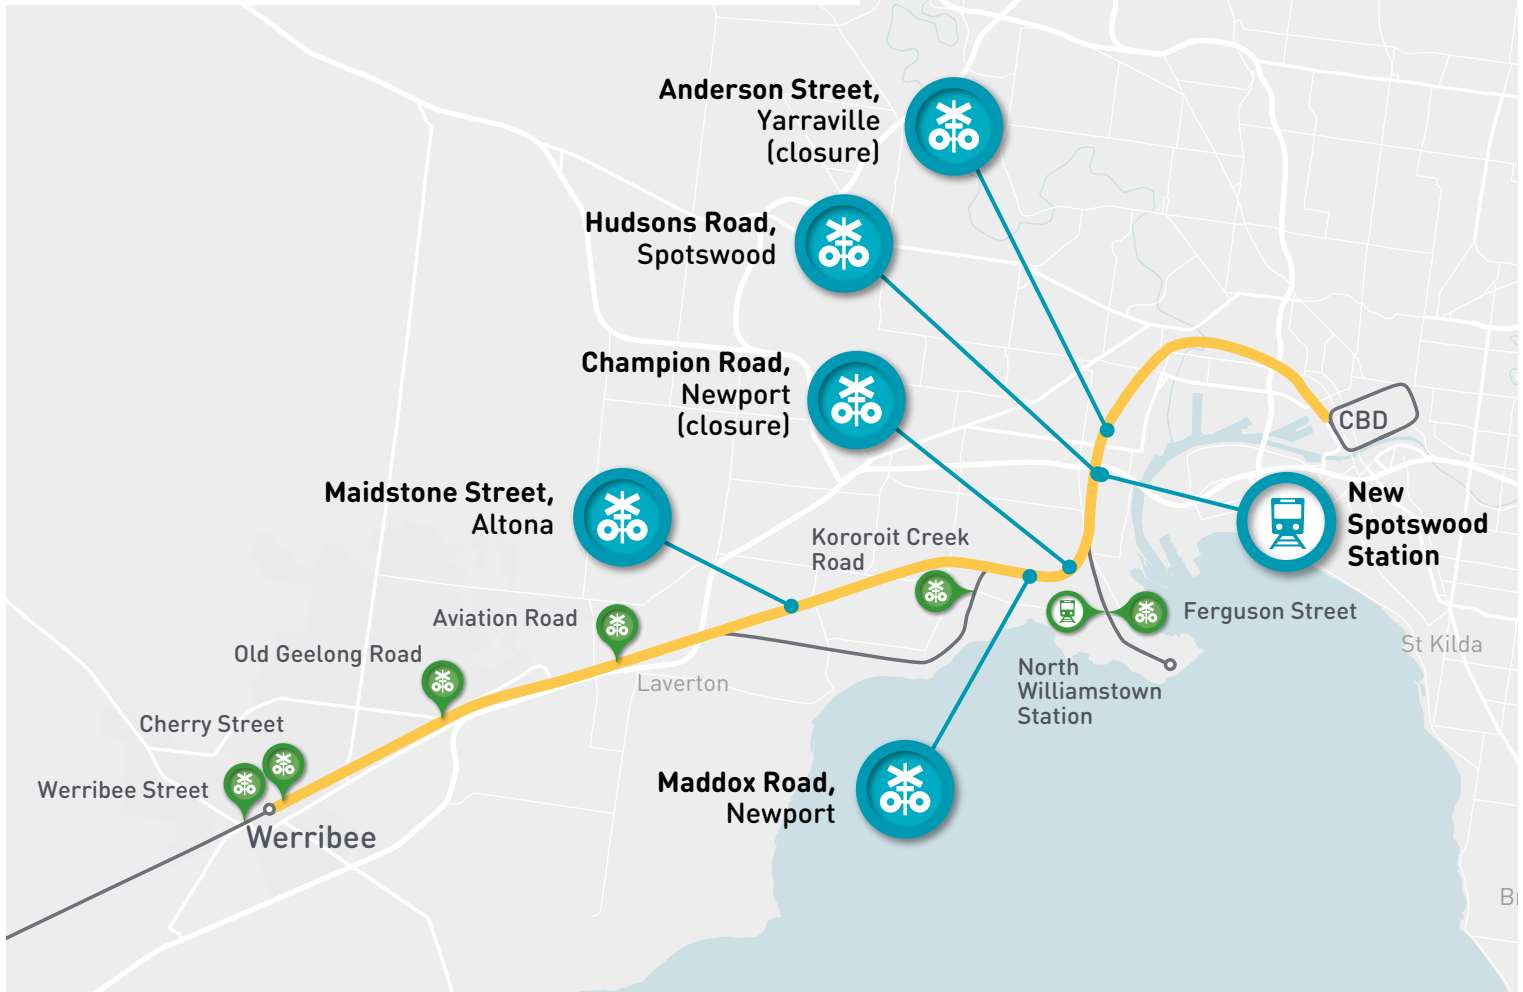 Anderson Street,
Yarraville
(closure)
Hudsons Road,
Spotswood
Champion Road,
Newport
(closure)
CBD
Maidstone Street,
Altona
New
Spotswood
Station
Kororoit Creek
Road
Aviation Road
Ferguson Street
Old Geelong Road
St Kilda
Laverton
North
Williamstown
Station
Cherry Street
Werribee Street
Maddox Road,
Newport
Werribee